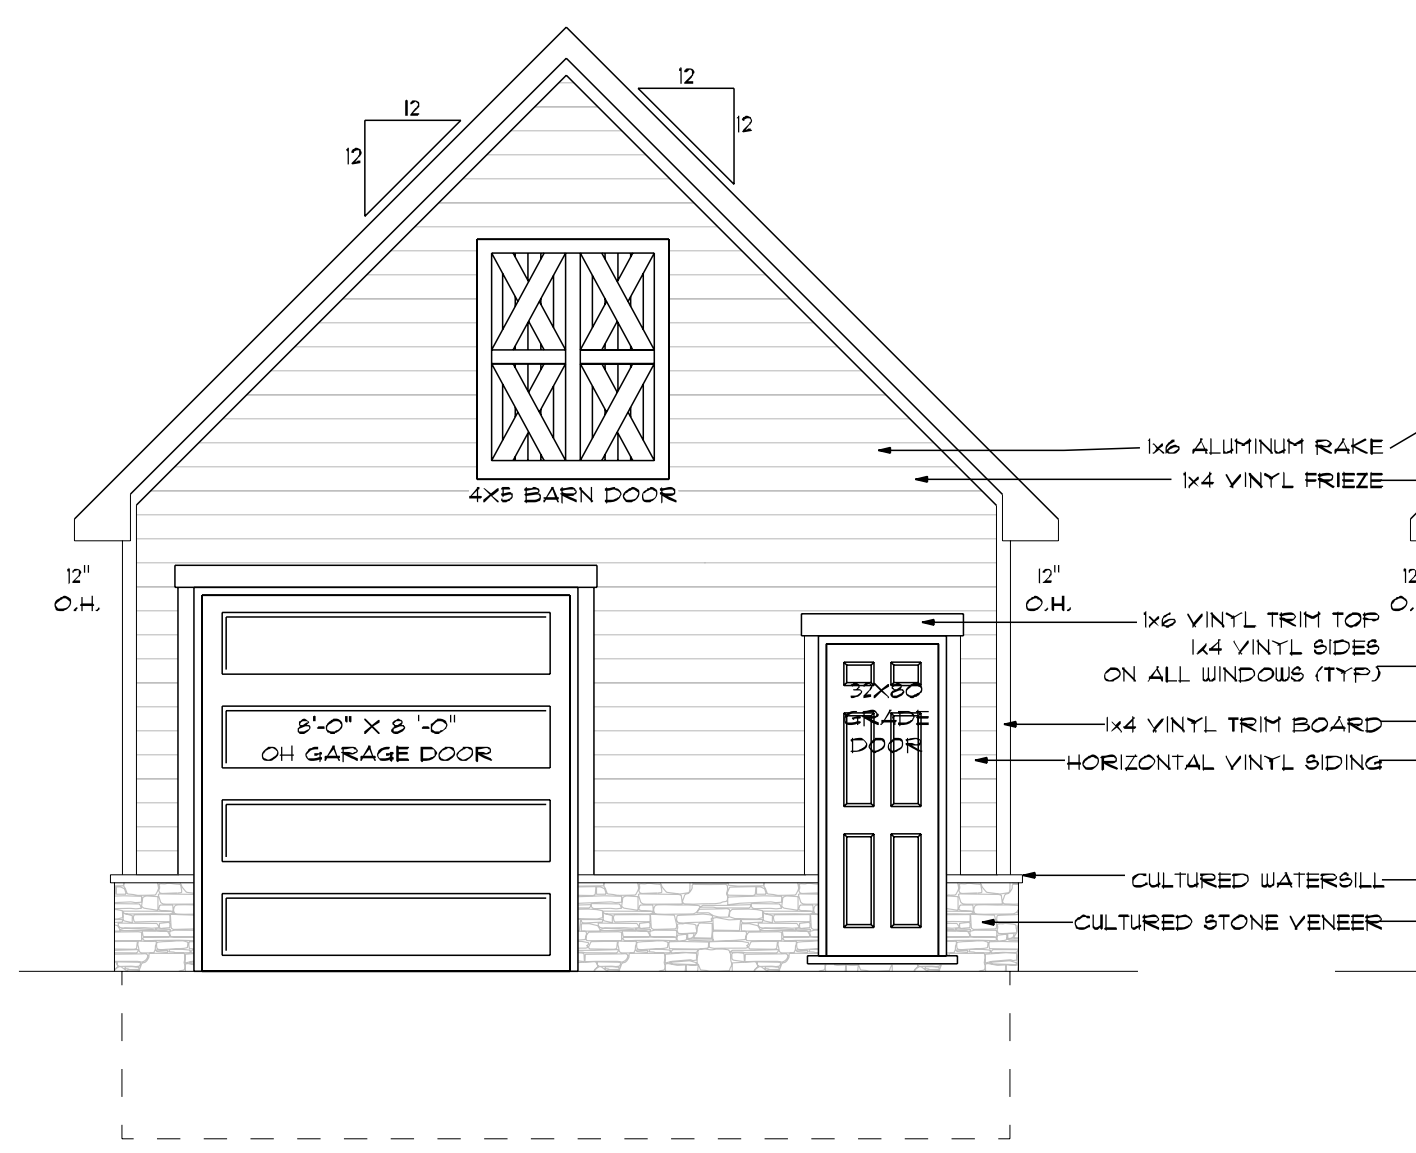 12
12
12
12
1x6 ALUMINUM RAKE
1x4 VINYL FRIEZE
4X5 BARN DOOR
12"
O.H.
12"
O.H.
12
O.
1x6 VINYL TRIM TOP
1x4 VINYL SIDES
ON ALL WINDOWS (TYP)
32X80
GRADE
DOOR
8'-0" X 8 '-0"
OH GARAGE DOOR
1x4 VINYL TRIM BOARD
HORIZONTAL VINYL SIDING
CULTURED WATERSILL
CULTURED STONE VENEER